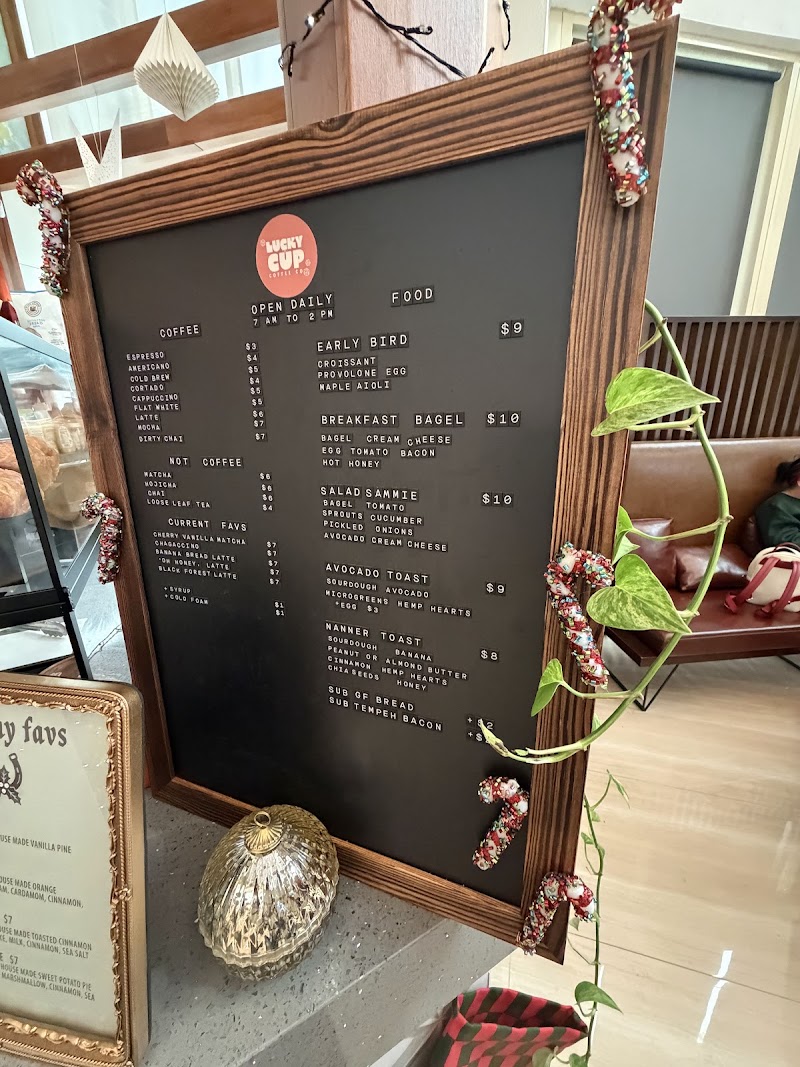 LUCKY
CUP
COFFEE CO
OPEN DAILY
7 AM TO 2 PM
COFFEE
ESPRESSO $3
AMERICANO $4
COLD BREW $5
CORTADO $4
CAPPUCCINO $5
FLAT WHITE $5
LATTE $6
MOCHA $7
DIRTY CHAI $7
NOT COFFEE
MATCHA $6
HOJICHA $6
CHAI $6
LOOSE LEAF TEA $4
CURRENT FAVS
CHERRY VANILLA MATCHA $7
CHAGACCINO $7
BANANA BREAD LATTE $7
"OH HONEY" LATTE $7
BLACK FOREST LATTE $7
+ SYRUP $1
+ COLD FOAM $1
FOOD
EARLY BIRD $9
CROISSANT
PROVOLONE EGG
MAPLE AIOLI
BREAKFAST BAGEL $10
BAGEL CREAM CHEESE
EGG TOMATO BACON
HOT HONEY
SALAD SAMMIE $10
BAGEL TOMATO
SPROUTS CUCUMBER
PICKLED ONIONS
AVOCADO CREAM CHEESE
AVOCADO TOAST $9
SOURDOUGH AVOCADO
MICROGREENS HEMP HEARTS
+EGG $3
NANNER TOAST $8
SOURDOUGH BANANA
PEANUT OR ALMOND BUTTER
CINNAMON HEMP HEARTS
CHIA SEEDS HONEY
SUB GF BREAD +$2
SUB TEMPEH BACON +$
favs
MADE VANILLA PINE
MADE ORANGE
CARDAMOM, CINNAMON,
$7
MADE TOASTED CINNAMON
MILK, CINNAMON, SEA SALT
$7
HOUSE MADE SWEET POTATO PIE
MARSHMALLOW, CINNAMON, SEA